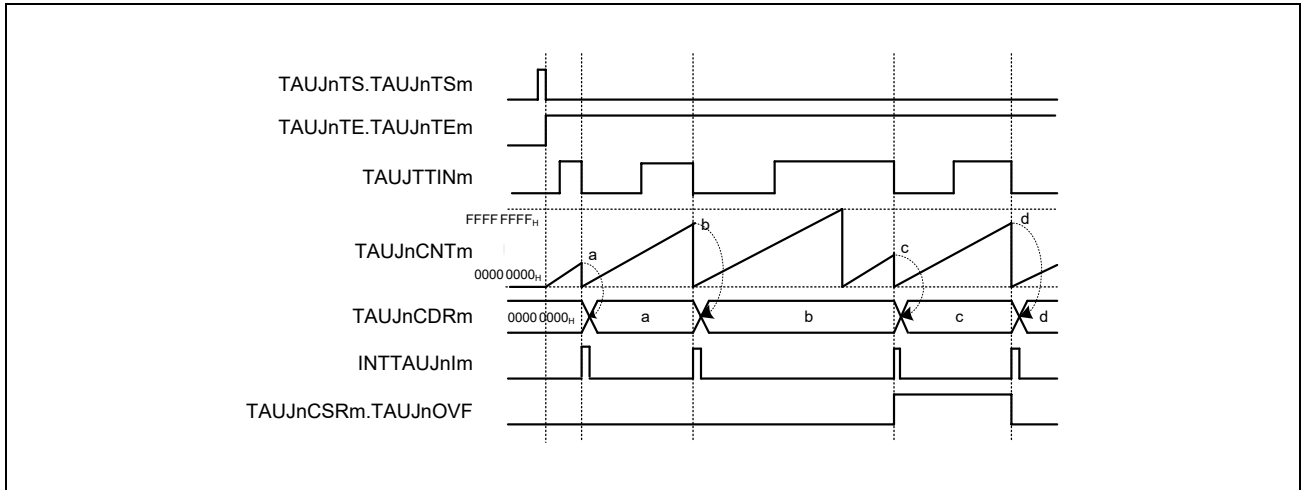 TAUJnTS.TAUJnTSm
TAUJnTE.TAUJnTEm
TAUJTTINm
FFFF FFFFH
TAUJnCNTm
0000 0000H
a
b
c
d
TAUJnCDRm
0000 0000H
a
b
c
d
INTTAUJnIm
TAUJnCSRm.TAUJnOVF